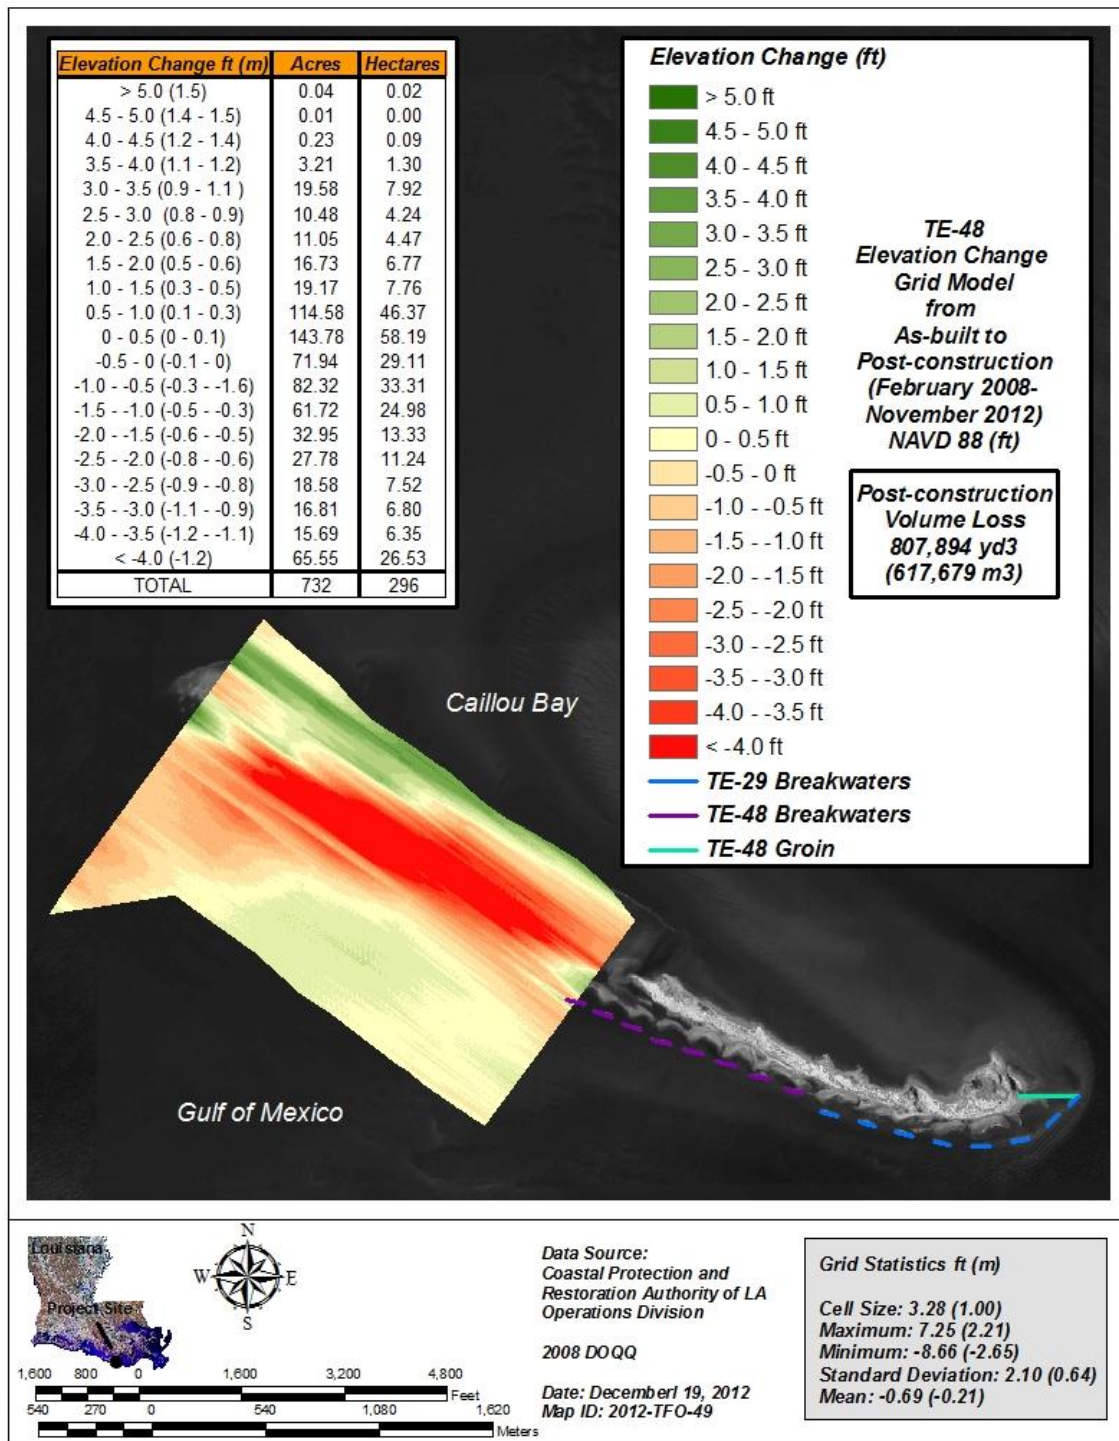 Elevation Change ft (m) Acres Hectares
> 5.0 (1.5) 0.04 0.02
4.5 - 5.0 (1.4 - 1.5) 0.01 0.00
4.0 - 4.5 (1.2 - 1.4) 0.23 0.09
3.5 - 4.0 (1.1 - 1.2) 3.21 1.30
3.0 - 3.5 (0.9 - 1.1 ) 19.58 7.92
2.5 - 3.0 (0.8 - 0.9) 10.48 4.24
2.0 - 2.5 (0.6 - 0.8) 11.05 4.47
1.5 - 2.0 (0.5 - 0.6) 16.73 6.77
1.0 - 1.5 (0.3 - 0.5) 19.17 7.76
0.5 - 1.0 (0.1 - 0.3) 114.58 46.37
0 - 0.5 (0 - 0.1) 143.78 58.19
-0.5 - 0 (-0.1 - 0) 71.94 29.11
-1.0 - -0.5 (-0.3 - -1.6) 82.32 33.31
-1.5 - -1.0 (-0.5 - -0.3) 61.72 24.98
-2.0 - -1.5 (-0.6 - -0.5) 32.95 13.33
-2.5 - -2.0 (-0.8 - -0.6) 27.78 11.24
-3.0 - -2.5 (-0.9 - -0.8) 18.58 7.52
-3.5 - -3.0 (-1.1 - -0.9) 16.81 6.80
-4.0 - -3.5 (-1.2 - -1.1) 15.69 6.35
< -4.0 (-1.2) 65.55 26.53
TOTAL 732 296
Elevation Change (ft)
> 5.0 ft
4.5 - 5.0 ft
4.0 - 4.5 ft
3.5 - 4.0 ft
3.0 - 3.5 ft
2.5 - 3.0 ft
2.0 - 2.5 ft
1.5 - 2.0 ft
1.0 - 1.5 ft
0.5 - 1.0 ft
0 - 0.5 ft
-0.5 - 0 ft
-1.0 - -0.5 ft
-1.5 - -1.0 ft
-2.0 - -1.5 ft
-2.5 - -2.0 ft
-3.0 - -2.5 ft
-3.5 - -3.0 ft
-4.0 - -3.5 ft
< -4.0 ft
TE-29 Breakwaters
TE-48 Breakwaters
TE-48 Groin
TE-48
Elevation Change
Grid Model
from
As-built to
Post-construction
(February 2008-
November 2012)
NAVD 88 (ft)
Post-construction
Volume Loss
807,894 yd3
(617,679 m3)
Caillou Bay
Gulf of Mexico
Louisiana
Project Site
N
W E
S
1,600 800 0 1,600 3,200 4,800
Feet
540 270 0 540 1,080 1,620
Meters
Data Source:
Coastal Protection and
Restoration Authority of LA
Operations Division
2008 DOQQ
Date: Decemberl 19, 2012
Map ID: 2012-TFO-49
Grid Statistics ft (m)
Cell Size: 3.28 (1.00)
Maximum: 7.25 (2.21)
Minimum: -8.66 (-2.65)
Standard Deviation: 2.10 (0.64)
Mean: -0.69 (-0.21)